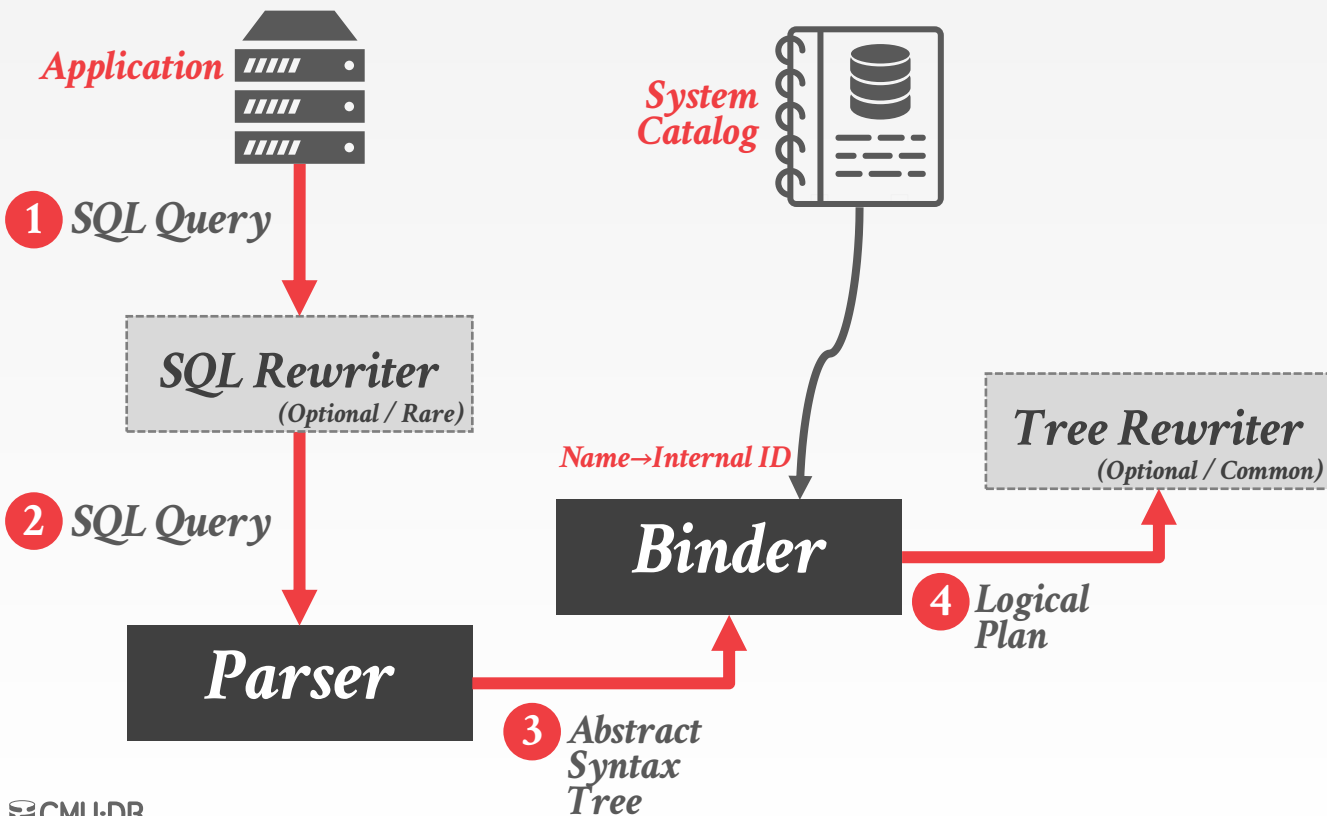 Application
System
Catalog
1 SQL Query
SQL Rewriter
(Optional / Rare)
Tree Rewriter
(Optional / Common)
Name→Internal ID
2 SQL Query
Binder
4 Logical
Plan
Parser
3 Abstract
Syntax
Tree
CMU·DB